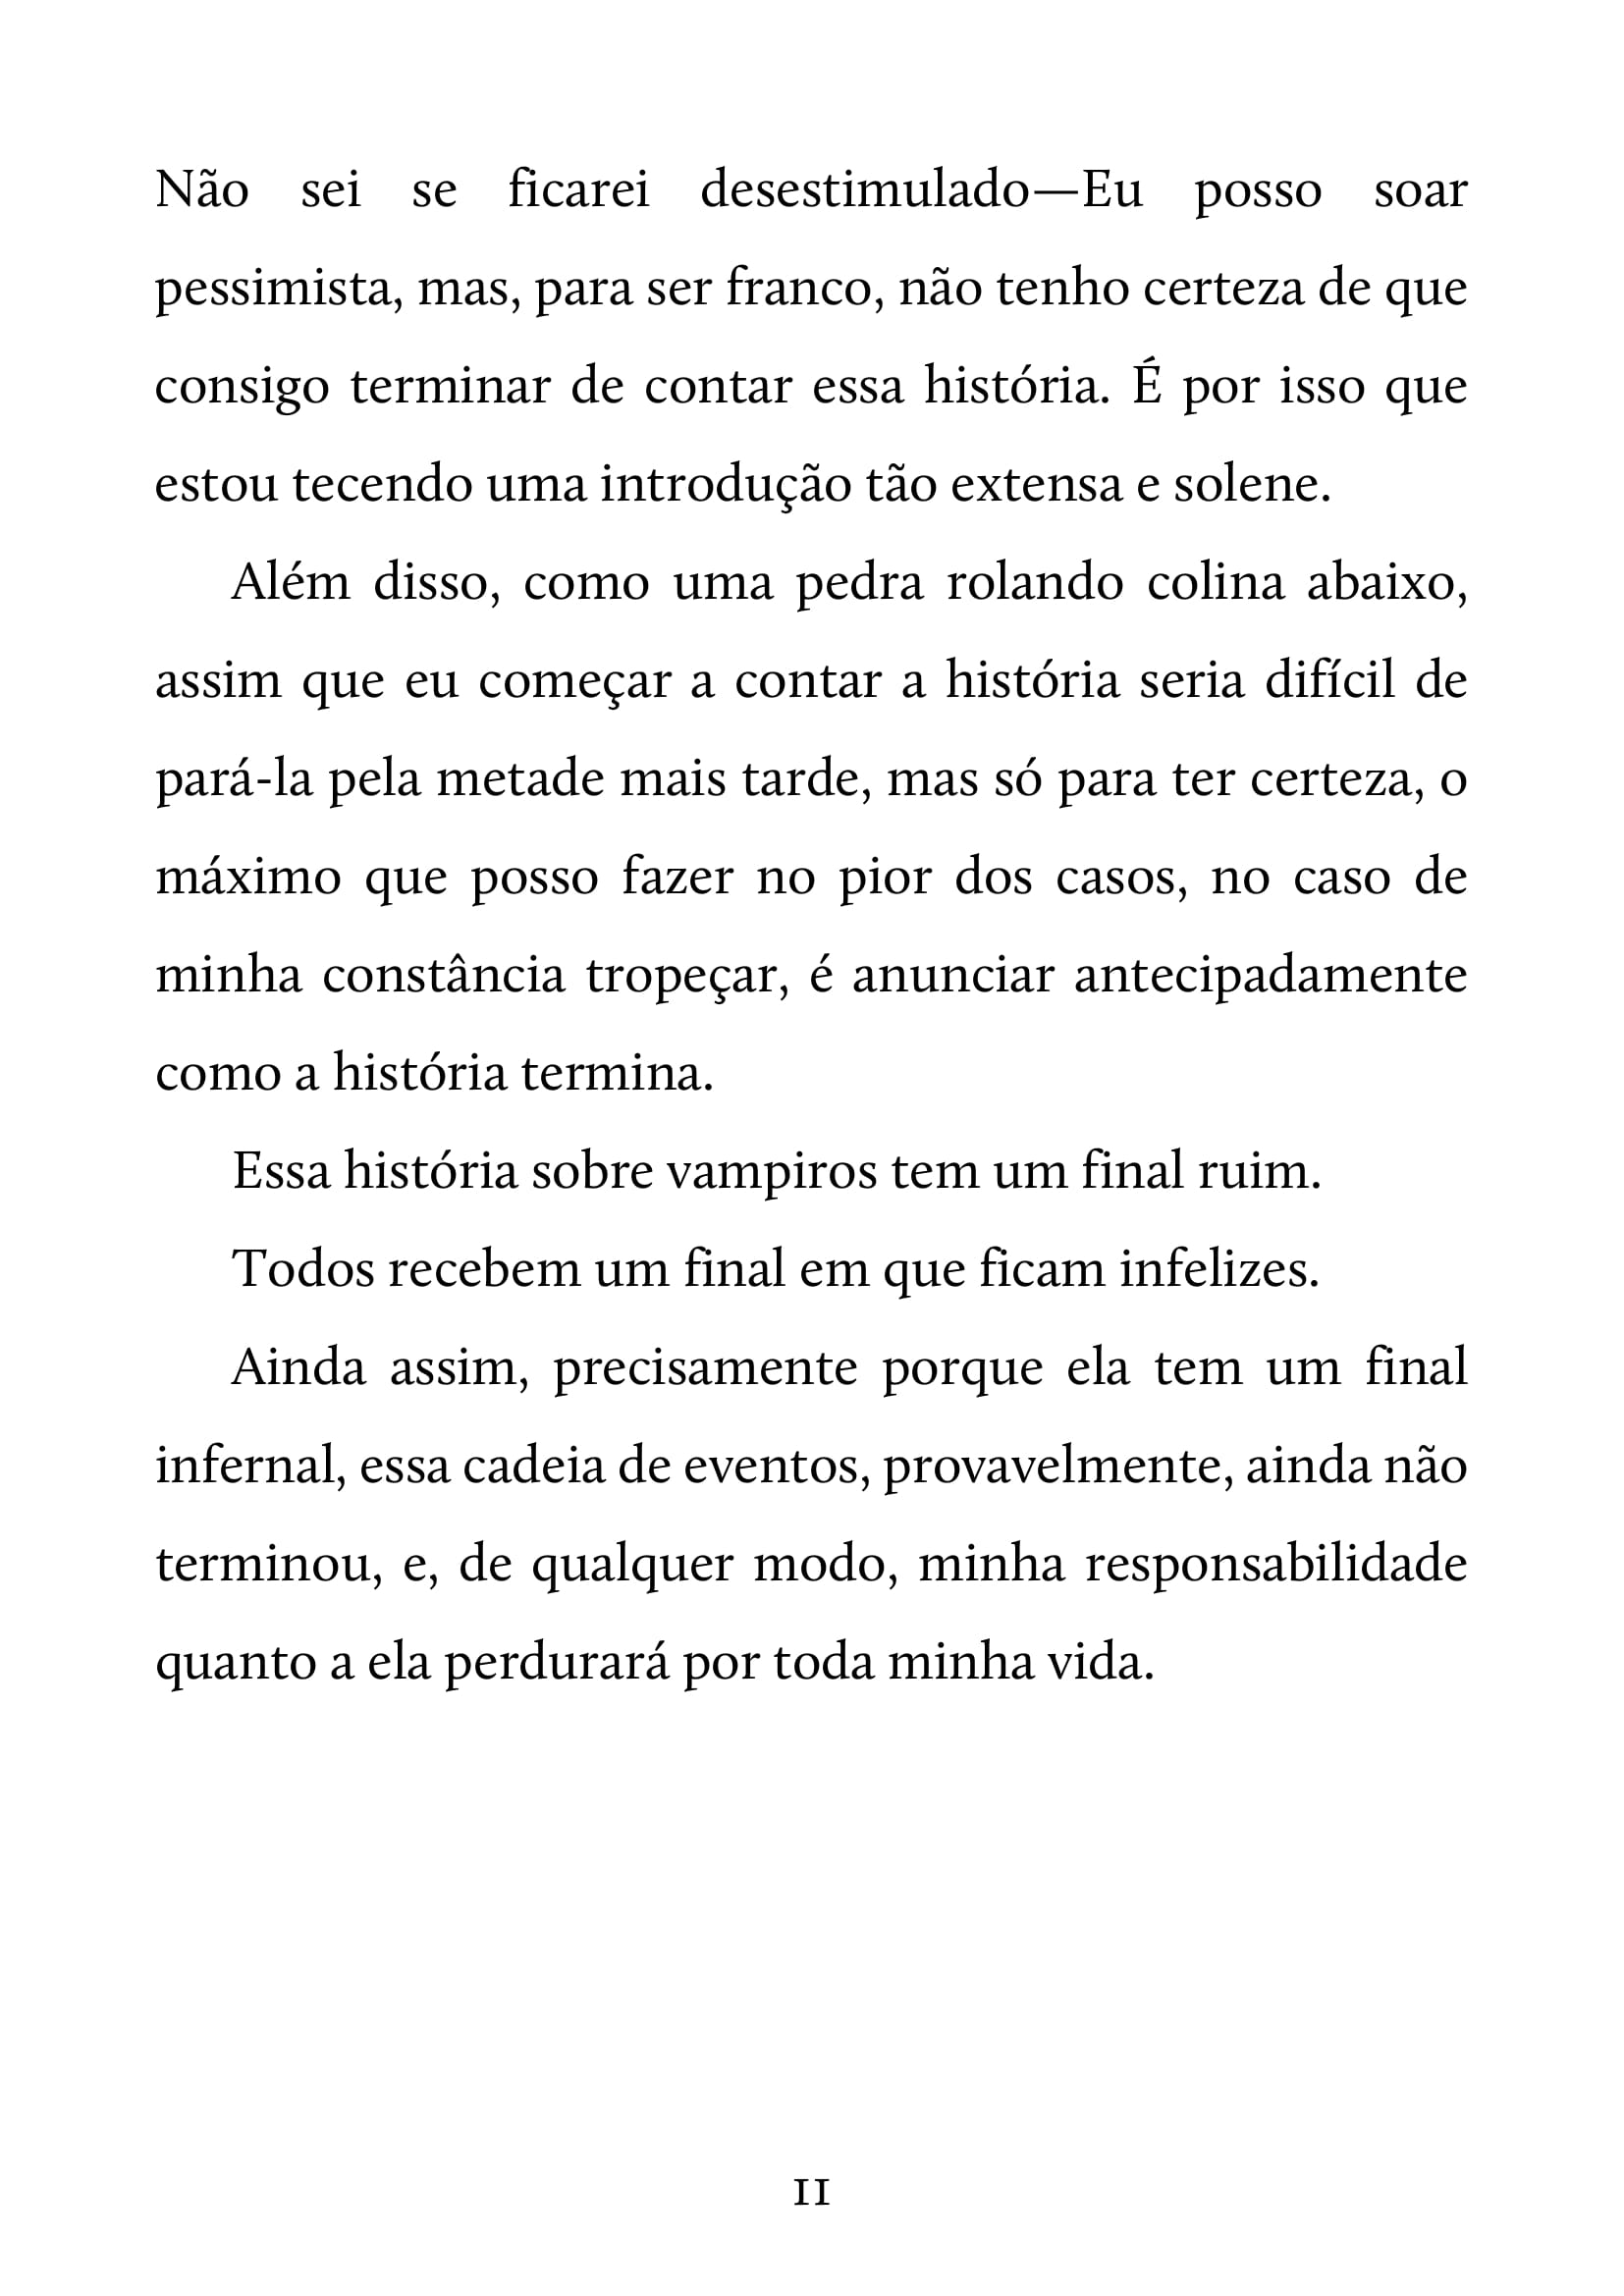 Não sei se ficarei desestimulado—Eu posso soar
pessimista, mas, para ser franco, não tenho certeza de que
consigo terminar de contar essa história. É por isso que
estou tecendo uma introdução tão extensa e solene.
Além disso, como uma pedra rolando colina abaixo,
assim que eu começar a contar a história seria difícil de
pará-la pela metade mais tarde, mas só para ter certeza, o
máximo que posso fazer no pior dos casos, no caso de
minha constância tropeçar, é anunciar antecipadamente
como a história termina.
Essa história sobre vampiros tem um final ruim.
Todos recebem um final em que ficam infelizes.
Ainda assim, precisamente porque ela tem um final
infernal, essa cadeia de eventos, provavelmente, ainda não
terminou, e, de qualquer modo, minha responsabilidade
quanto a ela perdurará por toda minha vida.
11